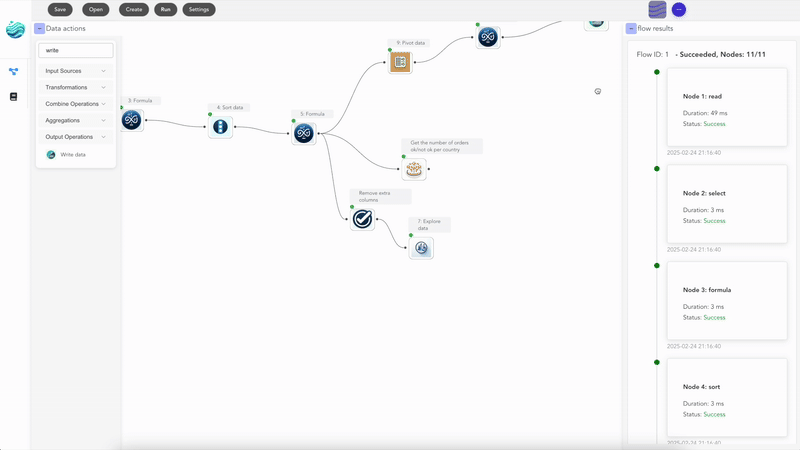 Save
Open
Create
Run
Settings
Data actions
write
Input Sources
Transformations
Combine Operations
Aggregations
Output Operations
Write data
3: Formula
4: Sort data
5: Formula
9: Pivot data
Get the number of orders
ok/not ok per country
Remove extra
columns
7: Explore
data
flow results
Flow ID: 1 - Succeeded, Nodes: 11/11
Node 1: read
Duration: 49 ms
Status: Success
2025-02-24 21:16:40
Node 2: select
Duration: 3 ms
Status: Success
2025-02-24 21:16:40
Node 3: formula
Duration: 3 ms
Status: Success
2025-02-24 21:16:40
Node 4: sort
Duration: 3 ms
Status: Success
2025-02-24 21:16:40